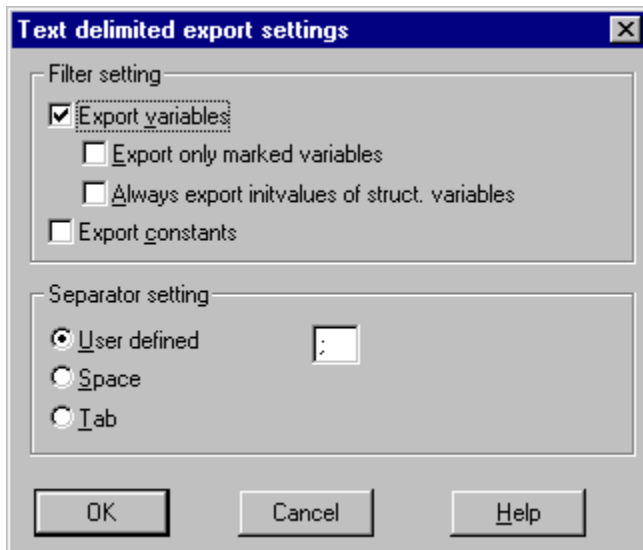 Text delimited export settings
Filter setting
Export variables
Export only marked variables
Always export initvalues of struct. variables
Export constants
Separator setting
User defined ;
Space
Tab
OK Cancel Help